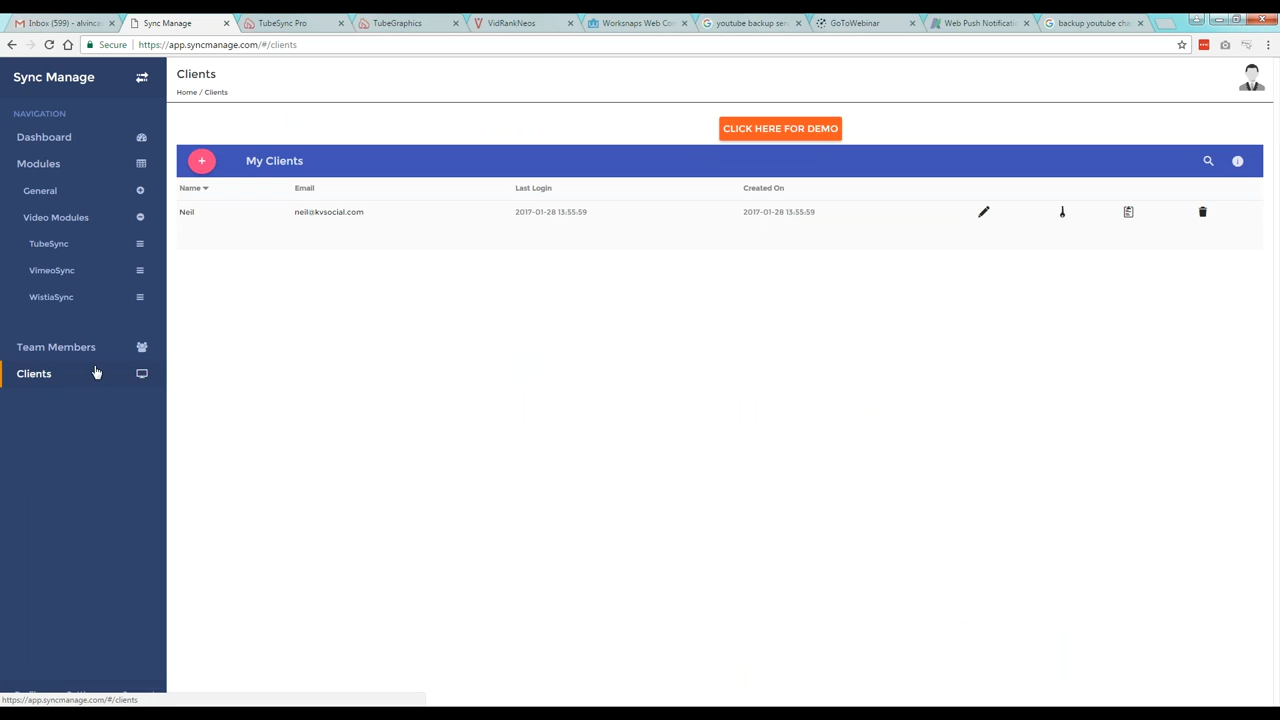 Inbox (599) - alvinca
Sync Manage
TubeSync Pro
TubeGraphics
VidRankNeos
Worksnaps Web Co
youtube backup ser
GoToWebinar
Web Push Notificatio
backup youtube cha
Secure
https://app.syncmanage.com/#/clients
Sync Manage
Clients
Home / Clients
NAVIGATION
Dashboard
CLICK HERE FOR DEMO
Modules
+ My Clients
General
Name Email Last Login Created On
Video Modules
Neil neil@kvsocial.com 2017-01-28 13:55:59 2017-01-28 13:55:59
TubeSync
VimeoSync
WistiaSync
Team Members
Clients
https://app.syncmanage.com/#/clients